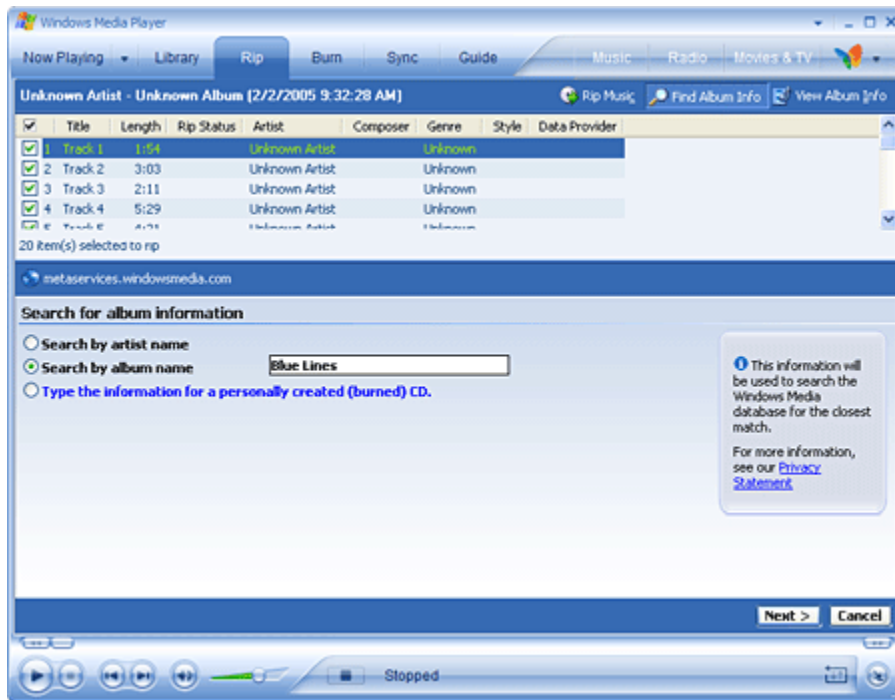 Windows Media Player
Now Playing Library Rip Burn Sync Guide Music Radio Movies & TV
Unknown Artist - Unknown Album (2/2/2005 9:32:28 AM) Rip Music Find Album Info View Album Info
Title Length Rip Status Artist Composer Genre Style Data Provider
1 Track 1 1:54 Unknown Artist Unknown
2 Track 2 3:03 Unknown Artist Unknown
3 Track 3 2:11 Unknown Artist Unknown
4 Track 4 5:29 Unknown Artist Unknown
20 item(s) selected to rip
metaservices.windowsmedia.com
Search for album information
Search by artist name
Search by album name Blue Lines
Type the information for a personally created (burned) CD.
This information will
be used to search the
Windows Media
database for the closest
match.
For more information,
see our Privacy
Statement
Next > Cancel
Stopped